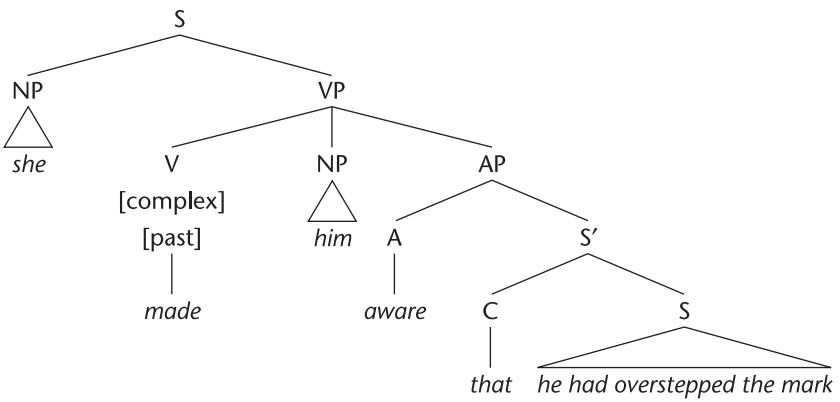 S
NP VP
she V NP AP
[complex]
[past] him A S′
made aware C S
that he had overstepped the mark